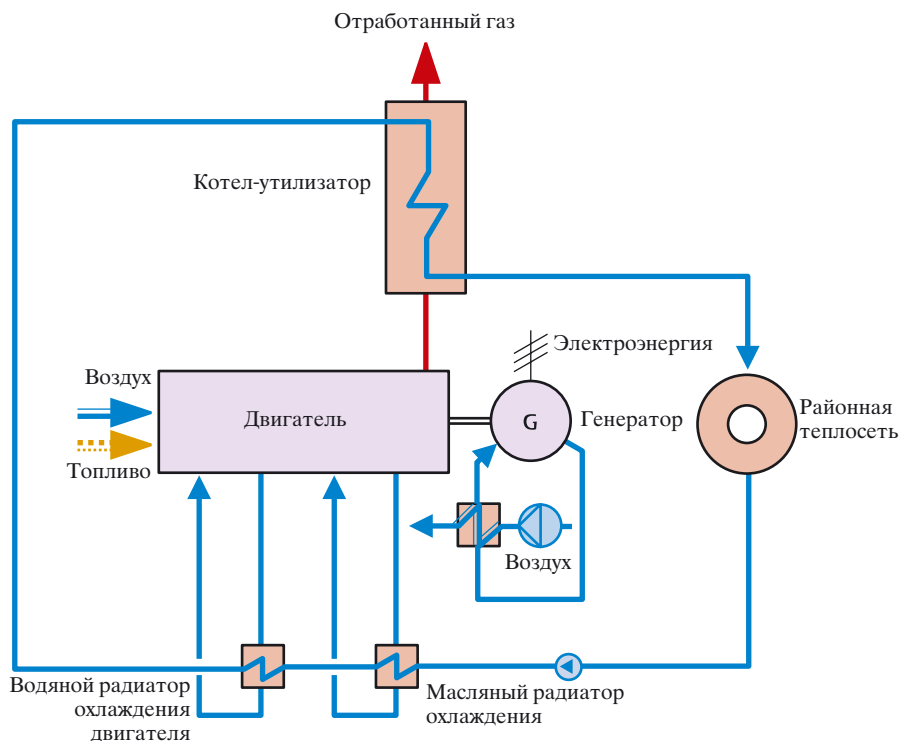 Отработанный газ
Котел-утилизатор
Электроэнергия
Воздух
Двигатель
G
Генератор
Районная
теплосеть
Топливо
Воздух
Водяной радиатор
охлаждения
двигателя
Масляный радиатор
охлаждения